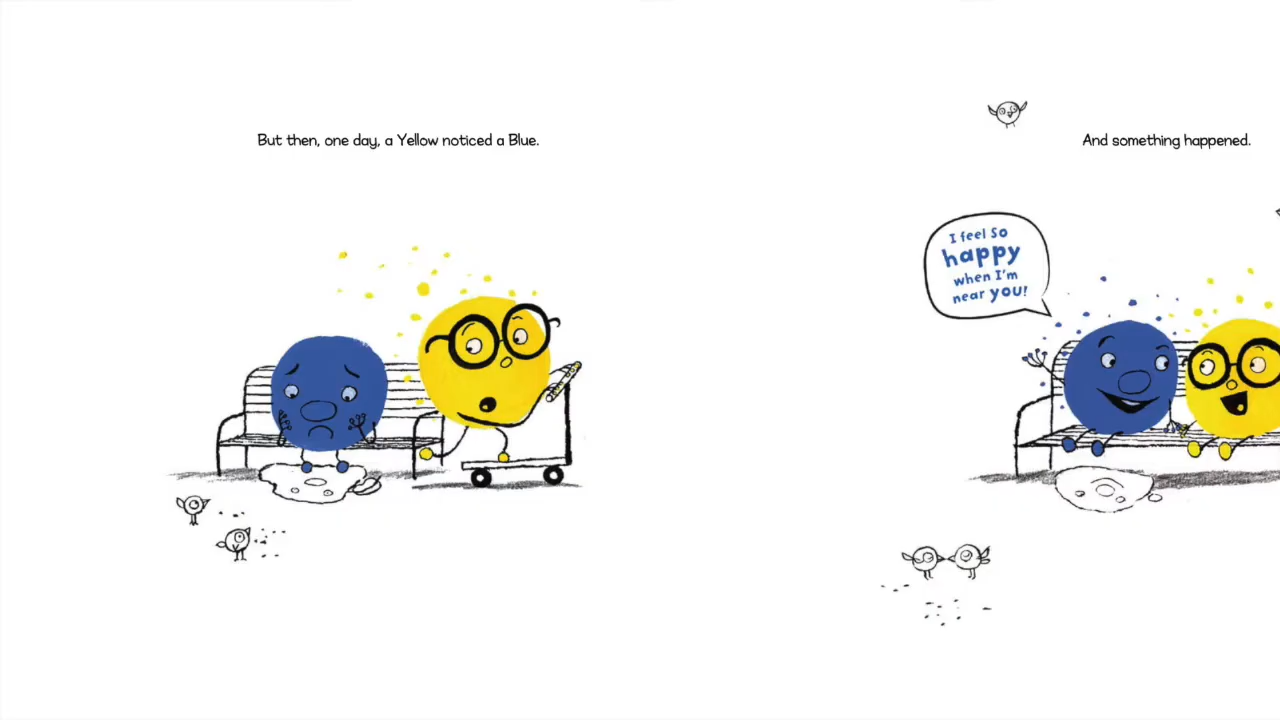 But then, one day, a Yellow noticed a Blue.
And something happened.
I feel so
happy
when I'm
near you!